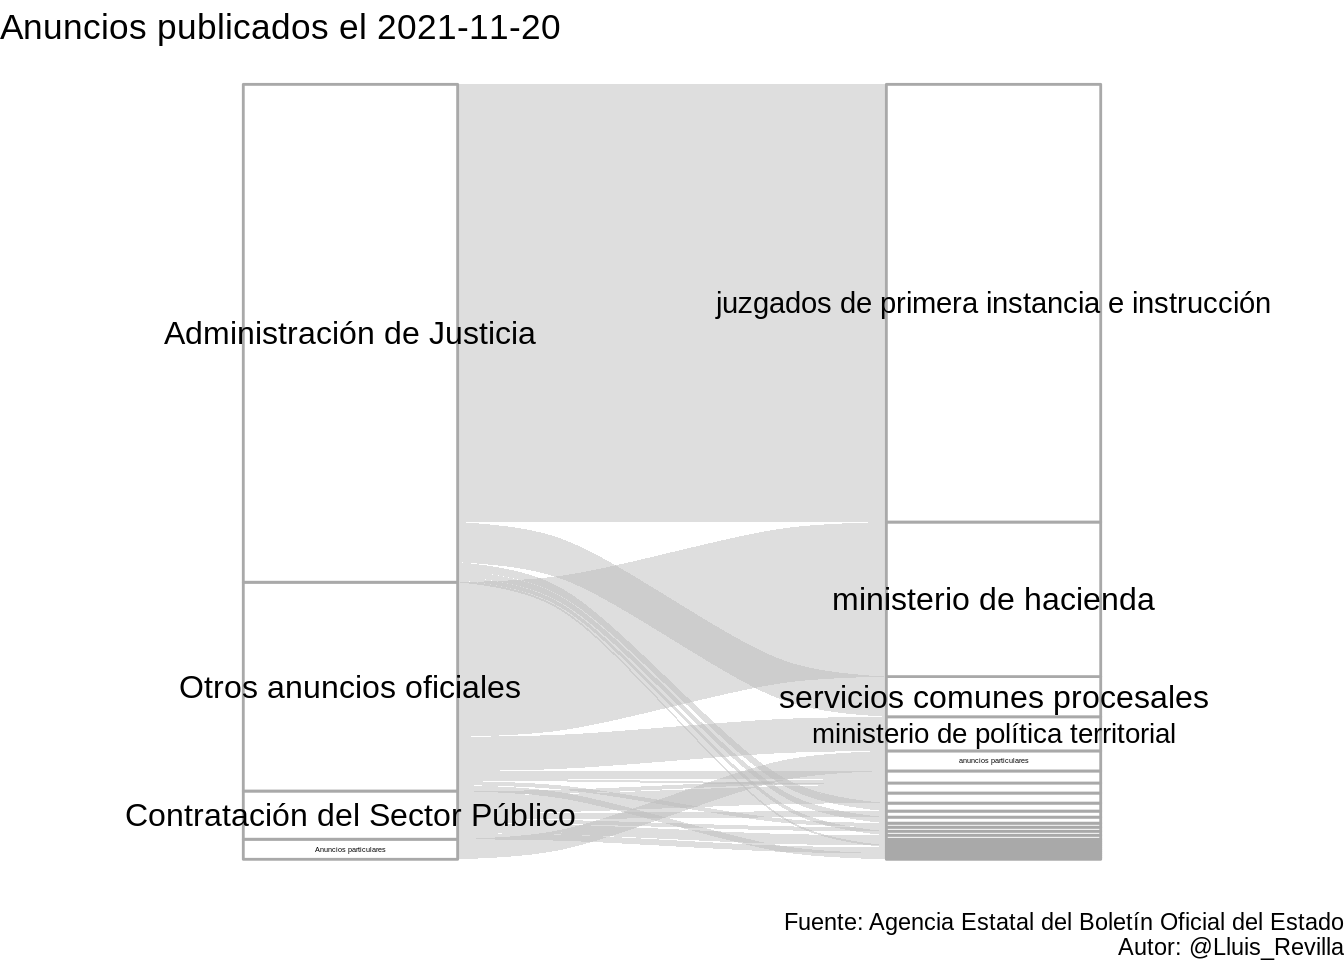 Anuncios publicados el 2021-11-20
juzgados de primera instancia e instrucción
Administración de Justicia
ministerio de hacienda
Otros anuncios oficiales
servicios comunes procesales
ministerio de política territorial
anuncios particulares
Contratación del Sector Público
Anuncios particulares
Fuente: Agencia Estatal del Boletín Oficial del Estado
Autor: @Lluis_Revilla